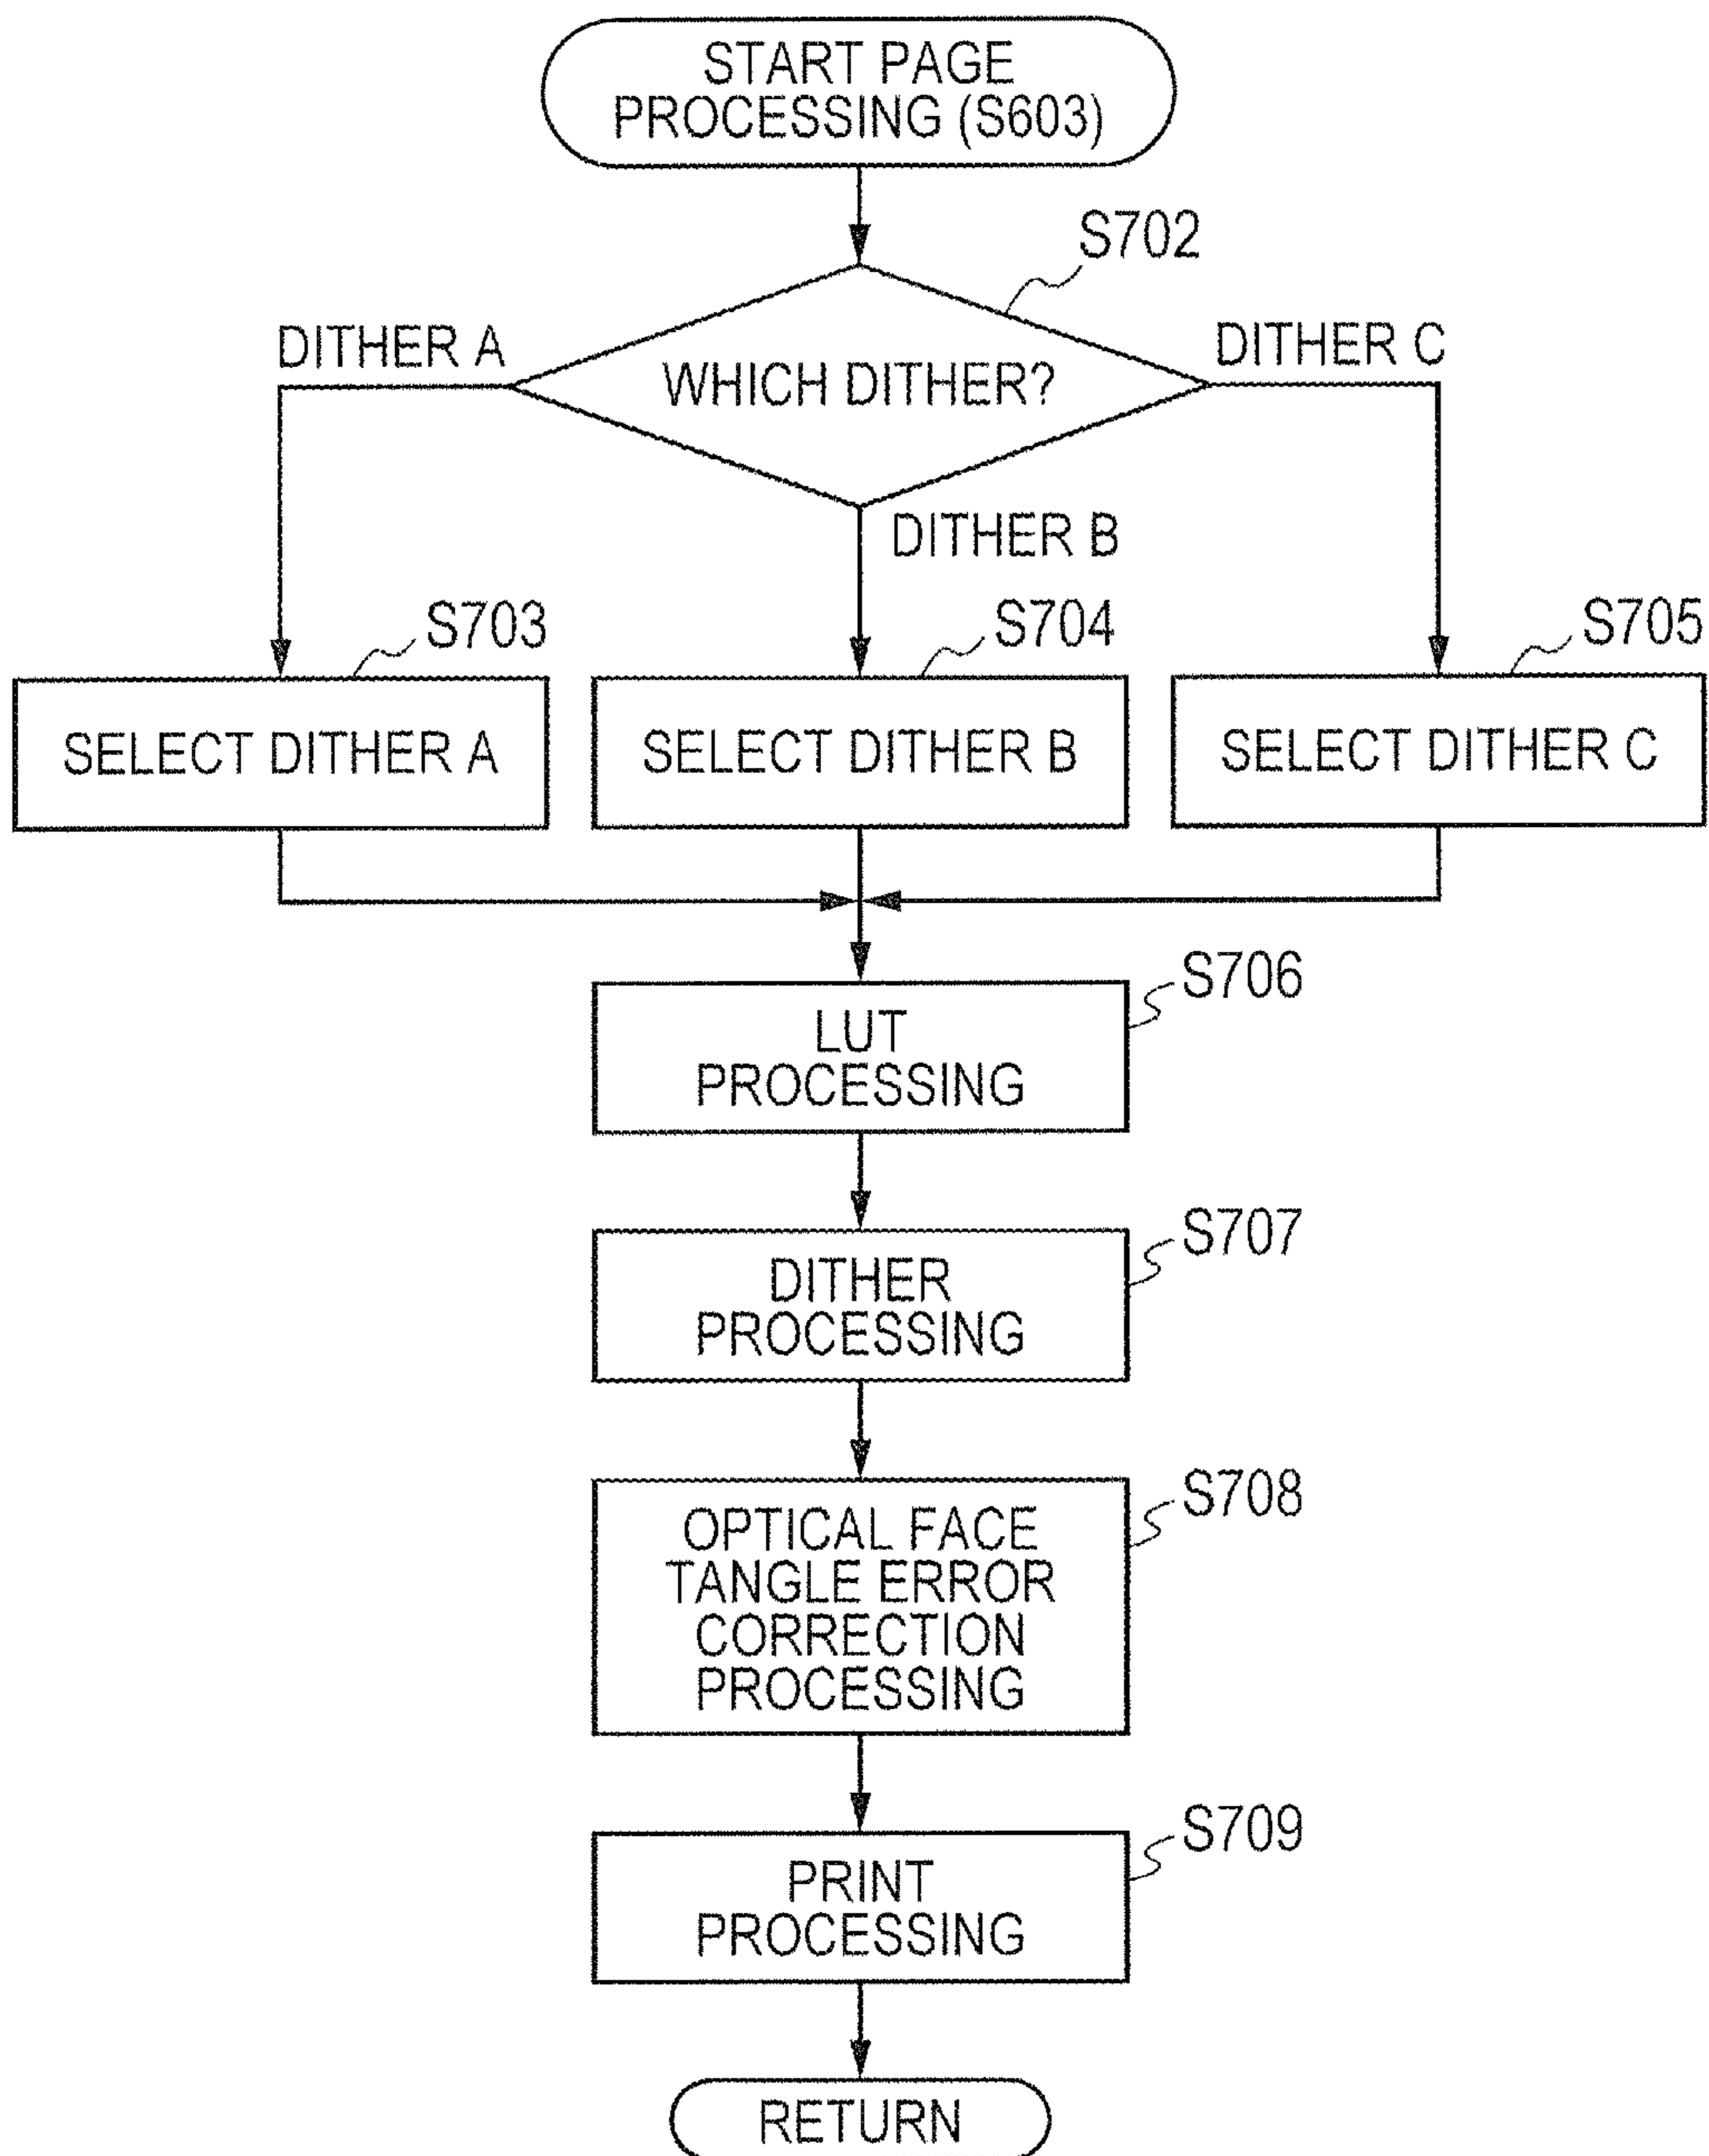 START PAGE
PROCESSING (S603)
S702
DITHER A
WHICH DITHER?
DITHER C
DITHER B
S703
S704
S705
SELECT DITHER A
SELECT DITHER B
SELECT DITHER C
S706
LUT
PROCESSING
S707
DITHER
PROCESSING
S708
OPTICAL FACE
TANGLE ERROR
CORRECTION
PROCESSING
S709
PRINT
PROCESSING
RETURN